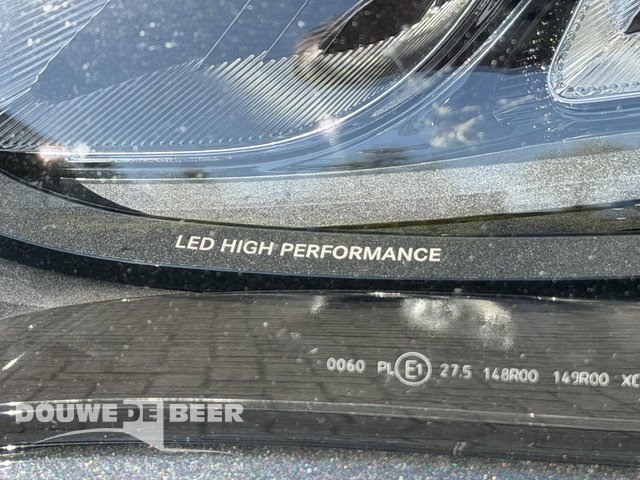 LED HIGH PERFORMANCE
0060 PL E1 27.5 148R00 149R00
DOUWE DE BEER